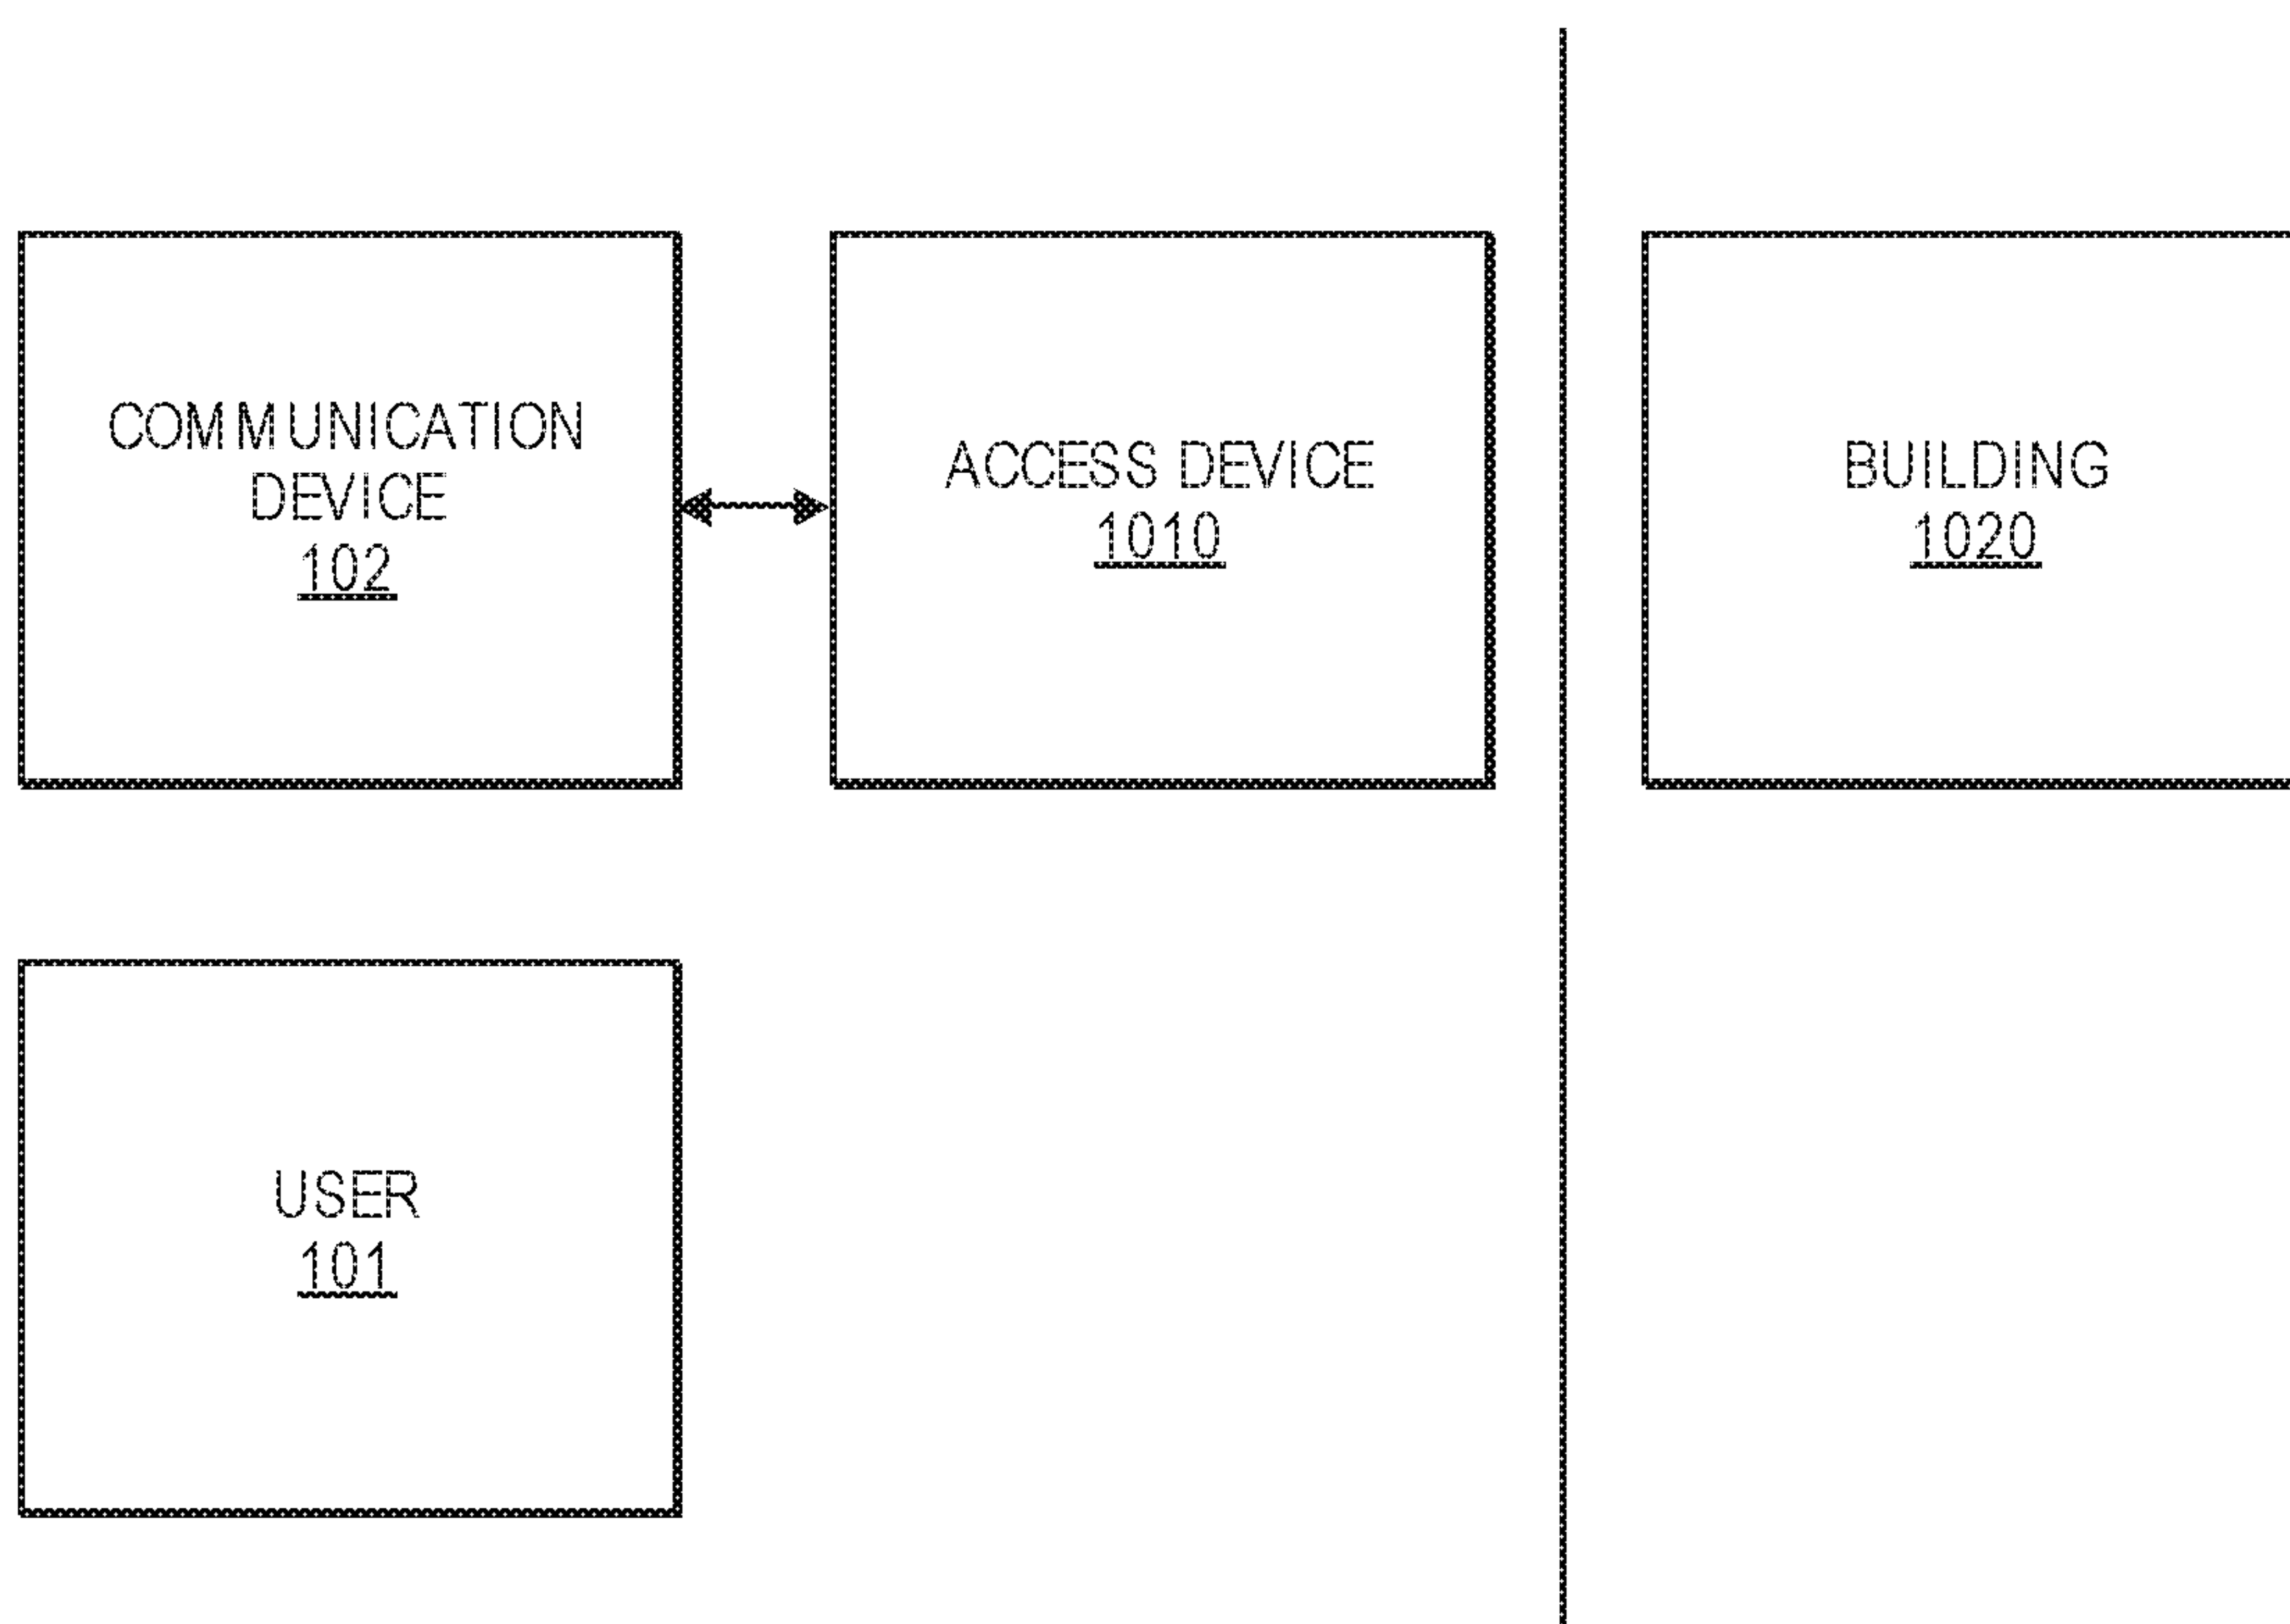 COMMUNICATION
DEVICE
102
ACCESS DEVICE
1010
BUILDING
1020
USER
101